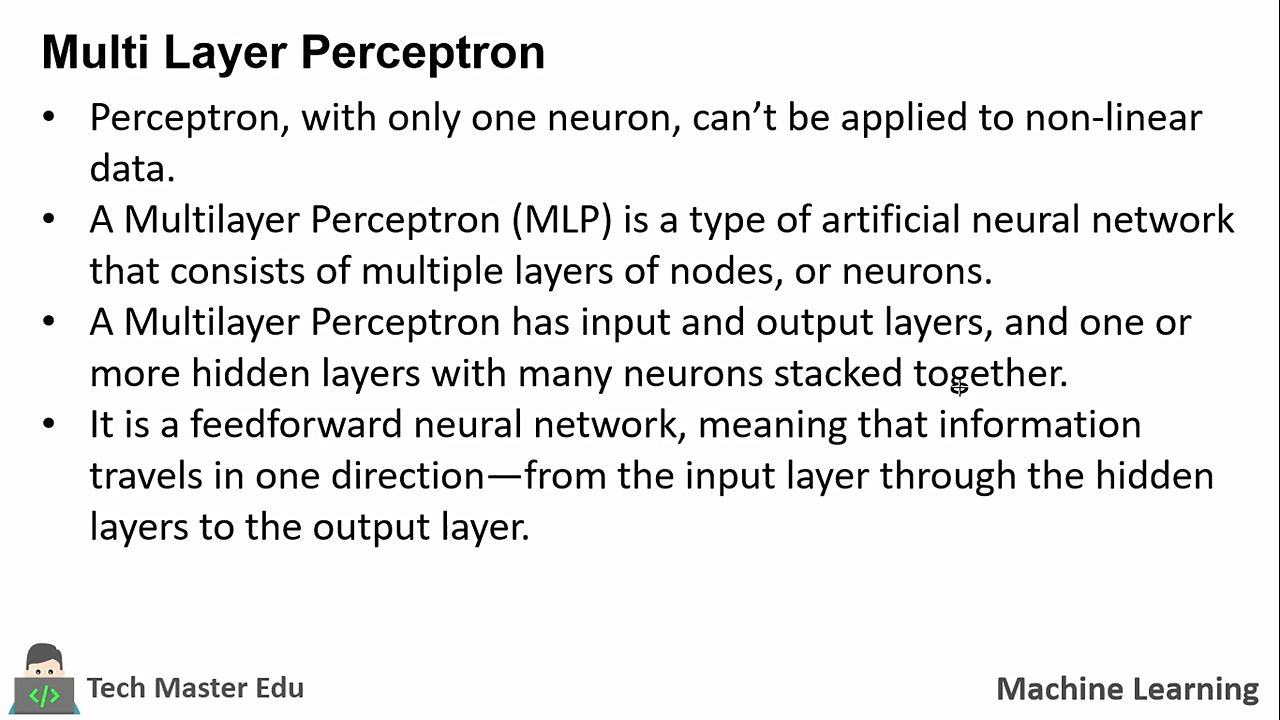 Multi Layer Perceptron
• Perceptron, with only one neuron, can’t be applied to non-linear
data.
• A Multilayer Perceptron (MLP) is a type of artificial neural network
that consists of multiple layers of nodes, or neurons.
• A Multilayer Perceptron has input and output layers, and one or
more hidden layers with many neurons stacked together.
• It is a feedforward neural network, meaning that information
travels in one direction—from the input layer through the hidden
layers to the output layer.
</>
Tech Master Edu
Machine Learning